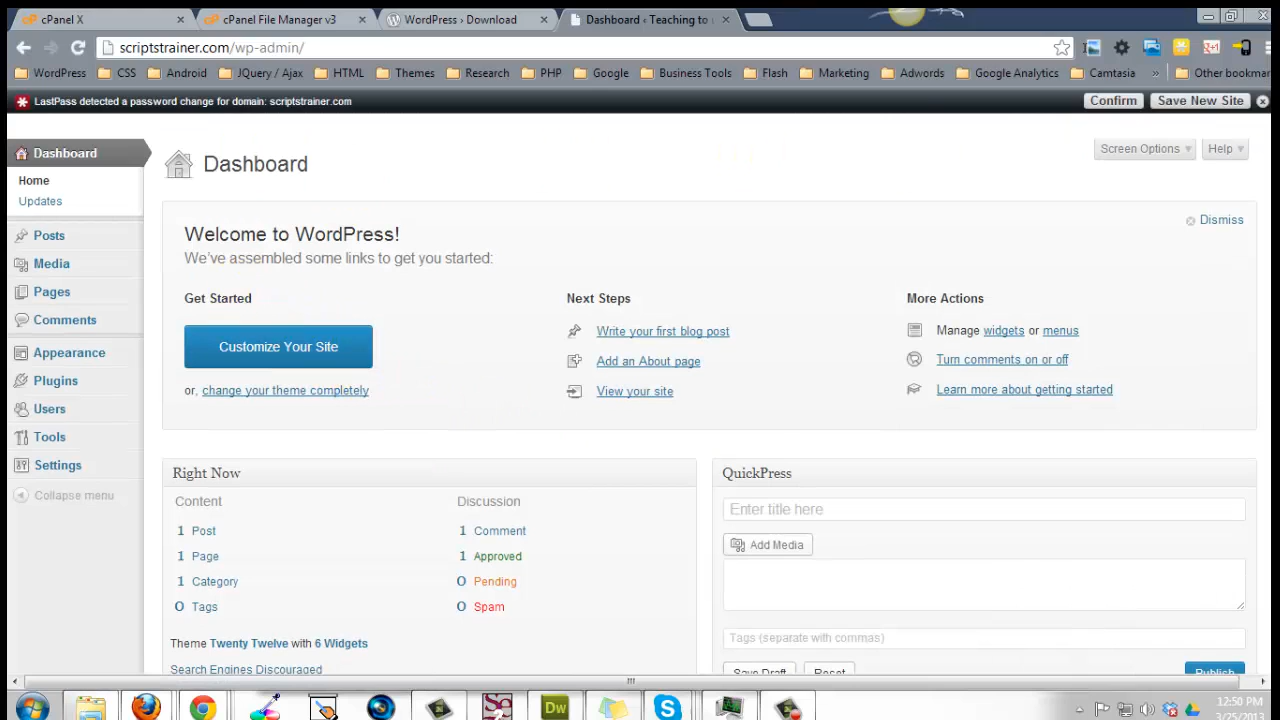 cPanel X
cPanel File Manager v3
WordPress › Download
Dashboard ‹ Teaching to
scriptstrainer.com/wp-admin/
WordPress CSS Android JQuery / Ajax HTML Themes Research PHP Google Business Tools Flash Marketing Adwords Google Analytics Camtasia » Other bookmar
LastPass detected a password change for domain: scriptstrainer.com
Confirm
Save New Site
Dashboard
Home
Updates
Posts
Media
Pages
Comments
Appearance
Plugins
Users
Tools
Settings
Collapse menu
Dashboard
Screen Options
Help
Welcome to WordPress!
Dismiss
We've assembled some links to get you started:
Get Started
Customize Your Site
or, change your theme completely
Next Steps
Write your first blog post
Add an About page
View your site
More Actions
Manage widgets or menus
Turn comments on or off
Learn more about getting started
Right Now
Content
1 Post
1 Page
1 Category
0 Tags
Discussion
1 Comment
1 Approved
0 Pending
0 Spam
Theme Twenty Twelve with 6 Widgets
Search Engines Discouraged
QuickPress
Enter title here
Add Media
Tags (separate with commas)
Save Draft
Reset
Publish
Dw
12:50 PM
3/25/2013